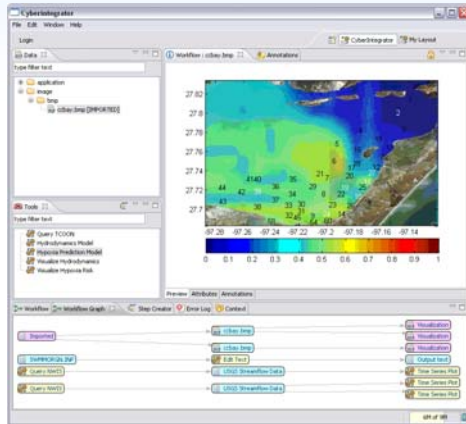 Cyberintegrator
File Edit Window Help
Login
CyberIntegrator
My Layout
Data
type filter text
application
image
bmp
ccbay.bmp [IMPORTED]
Workflow : ccbay.bmp
Annotations
27.82
27.8
27.78
27.76
27.74
27.72
27.7
-97.28 -97.26 -97.24 -97.22 -97.2 -97.18 -97.16 -97.14
0 0.1 0.2 0.3 0.4 0.5 0.6 0.7 0.8 0.9 1
Tools
type filter text
Query TCOON
Hydrodynamics Model
Hypoxia Prediction Model
Visualize Hydrodynamics
Visualize Hypoxia Risk
Preview Attributes Annotations
Workflow Workflow Graph Step Creator Error Log Context
Imported
ccbay.bmp
Visualization
Visualization
ccbay.bmp
Visualization
Edit Text
Output text
Query NWIS
USGS Streamflow Data
Time Series Plot
Time Series Plot
Query NWIS
USGS Streamflow Data
Time Series Plot